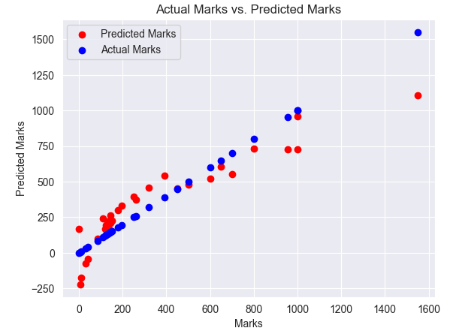 Actual Marks vs. Predicted Marks
Predicted Marks
Actual Marks
1500
1250
1000
750
500
250
0
−250
Predicted Marks
0 200 400 600 800 1000 1200 1400 1600
Marks